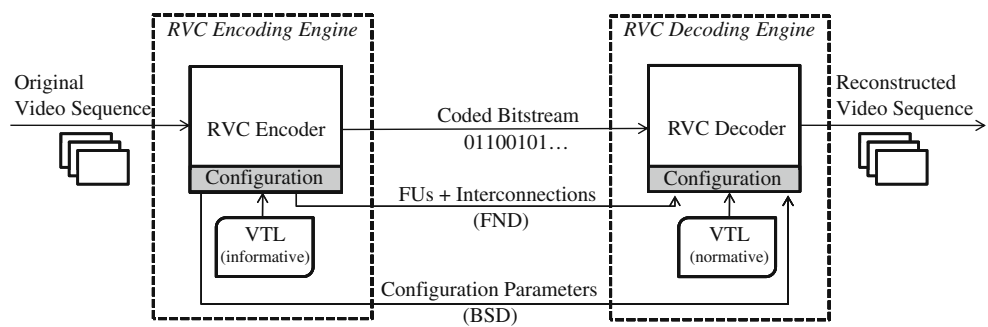 RVC Encoding Engine
RVC Decoding Engine
Original
Video Sequence
Reconstructed
Video Sequence
RVC Encoder
Coded Bitstream
01100101...
RVC Decoder
Configuration
Configuration
FUs + Interconnections
(FND)
VTL
(informative)
VTL
(normative)
Configuration Parameters
(BSD)